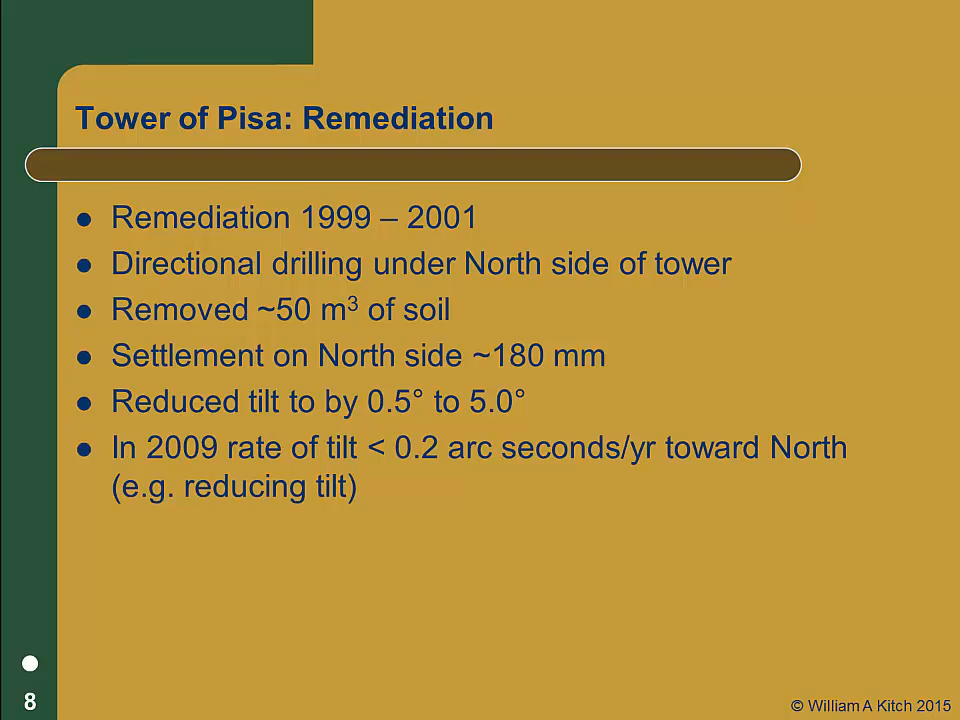 Tower of Pisa: Remediation
● Remediation 1999 – 2001
● Directional drilling under North side of tower
● Removed ~50 m³ of soil
● Settlement on North side ~180 mm
● Reduced tilt to by 0.5° to 5.0°
● In 2009 rate of tilt < 0.2 arc seconds/yr toward North
(e.g. reducing tilt)
8
© William A Kitch 2015